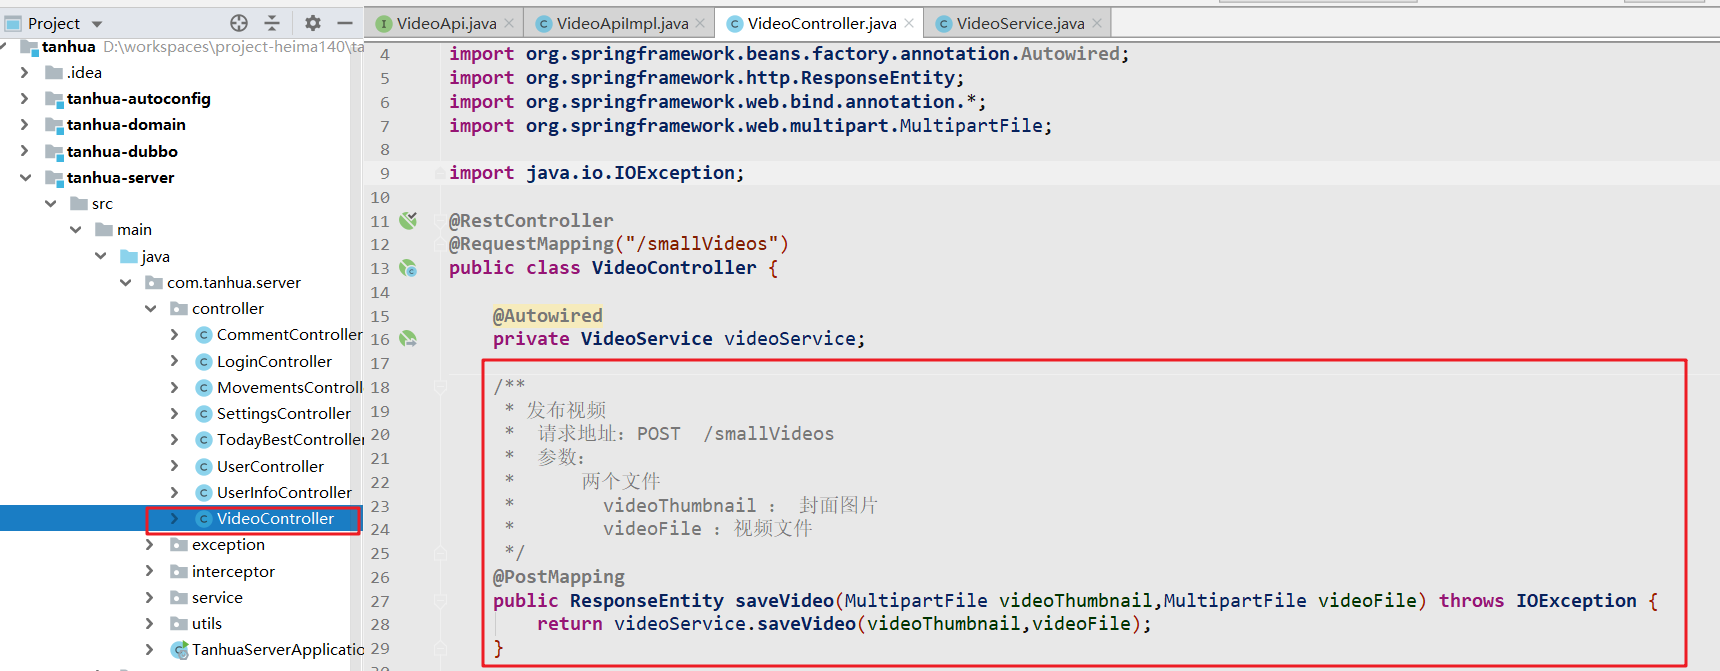 Project
tanhua D:\workspaces\project-heima140\ta
.idea
tanhua-autoconfig
tanhua-domain
tanhua-dubbo
tanhua-server
src
main
java
com.tanhua.server
controller
CommentController
LoginController
MovementsControll
SettingsController
TodayBestController
UserController
UserInfoController
VideoController
exception
interceptor
service
utils
TanhuaServerApplicatio
VideoApi.java VideoApiImpl.java VideoController.java VideoService.java
4 import org.springframework.beans.factory.annotation.Autowired;
5 import org.springframework.http.ResponseEntity;
6 import org.springframework.web.bind.annotation.*;
7 import org.springframework.web.multipart.MultipartFile;
8
9 import java.io.IOException;
10
11 @RestController
12 @RequestMapping("/smallVideos")
13 public class VideoController {
14
15 @Autowired
16 private VideoService videoService;
17
18 /**
19 * 发布视频
20 * 请求地址：POST /smallVideos
21 * 参数：
22 * 两个文件
23 * videoThumbnail ： 封面图片
24 * videoFile ：视频文件
25 */
26 @PostMapping
27 public ResponseEntity saveVideo(MultipartFile videoThumbnail,MultipartFile videoFile) throws IOException {
28 return videoService.saveVideo(videoThumbnail,videoFile);
29 }